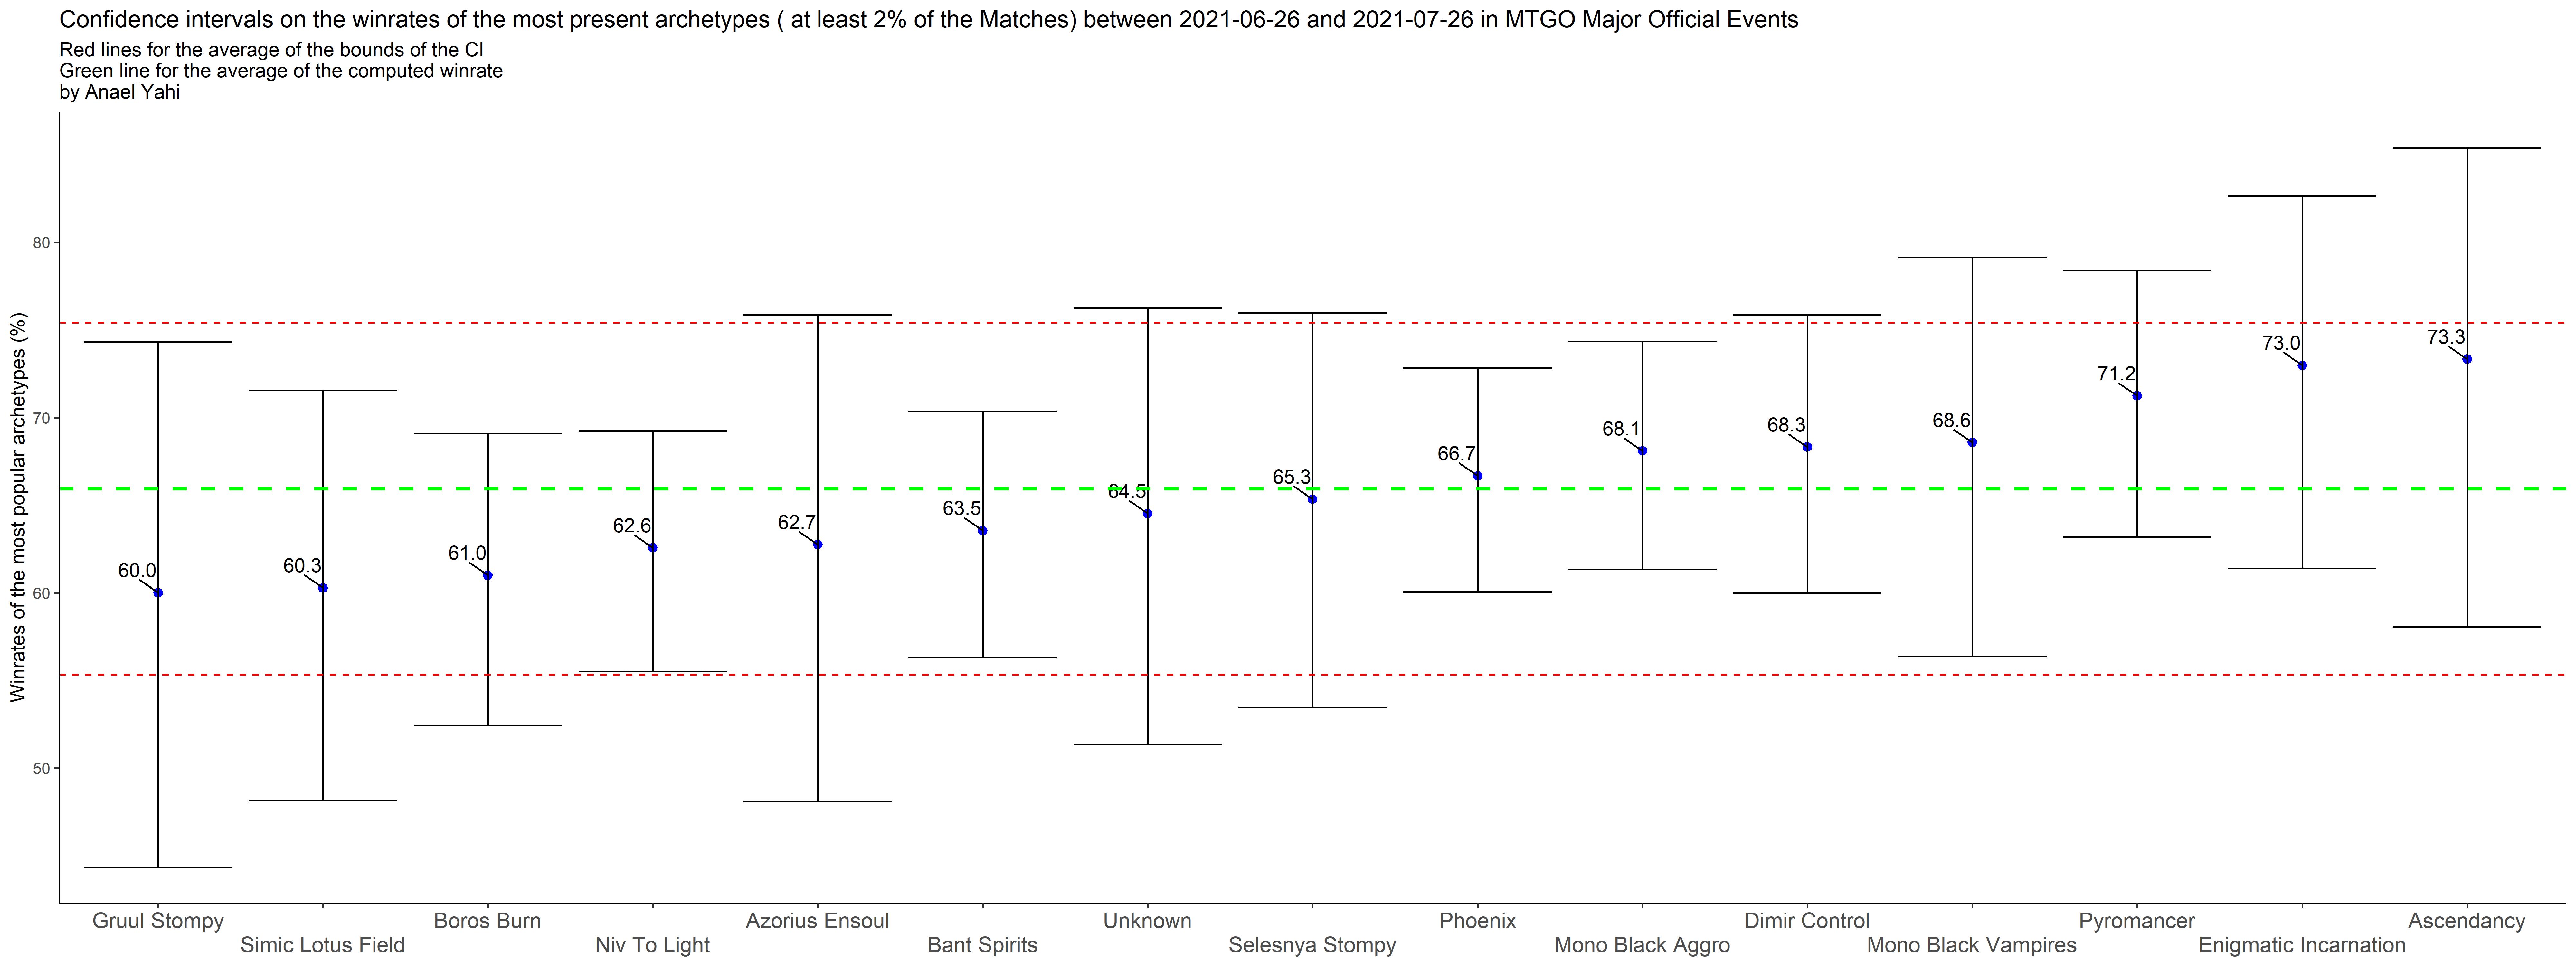 Confidence intervals on the winrates of the most present archetypes ( at least 2% of the Matches) between 2021-06-26 and 2021-07-26 in MTGO Major Official Events
Red lines for the average of the bounds of the CI
Green line for the average of the computed winrate
by Anael Yahi
Winrates of the most popular archetypes (%)
80
70
60
50
60.0
60.3
61.0
62.6
62.7
63.5
64.5
65.3
66.7
68.1
68.3
68.6
71.2
73.0
73.3
Gruul Stompy
Simic Lotus Field
Boros Burn
Niv To Light
Azorius Ensoul
Bant Spirits
Unknown
Selesnya Stompy
Phoenix
Mono Black Aggro
Dimir Control
Mono Black Vampires
Pyromancer
Enigmatic Incarnation
Ascendancy